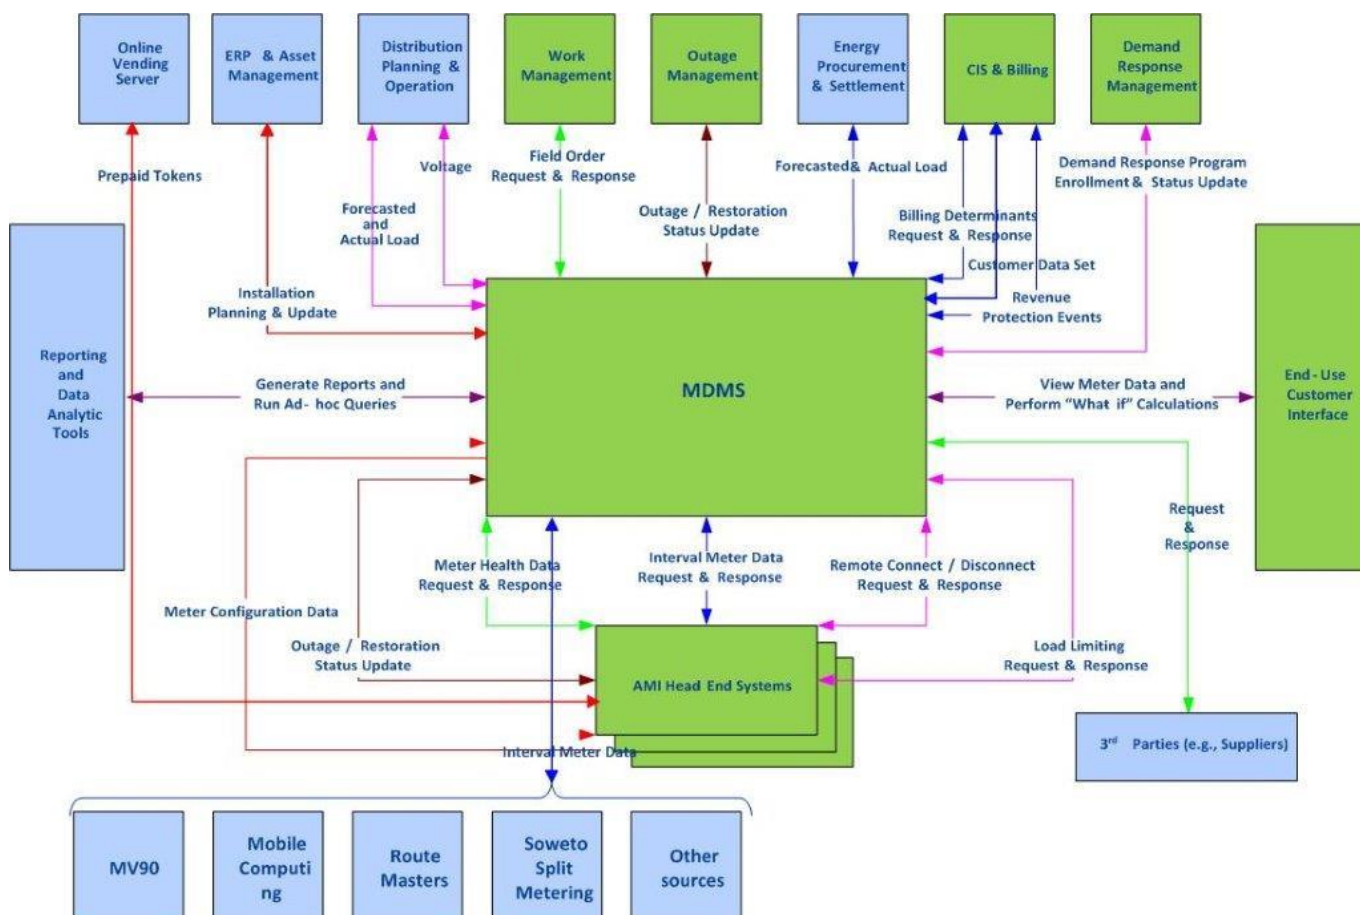 Online
Vending
Server
ERP & Asset
Management
Distribution
Planning &
Operation
Work
Management
Outage
Management
Energy
Procurement
& Settlement
CIS & Billing
Demand
Response
Management
Prepaid Tokens
Voltage
Field Order
Request & Response
Forecasted
and
Actual Load
Outage / Restoration
Status Update
Forecasted & Actual Load
Billing Determinants
Request & Response
Customer Data Set
Revenue
Protection Events
Demand Response Program
Enrollment & Status Update
Installation
Planning & Update
Reporting
and
Data
Analytic
Tools
Generate Reports and
Run Ad- hoc Queries
MDMS
View Meter Data and
Perform “What if” Calculations
End - Use
Customer
Interface
Request
&
Response
Meter Health Data
Request & Response
Interval Meter Data
Request & Response
Remote Connect / Disconnect
Request & Response
Meter Configuration Data
Outage / Restoration
Status Update
Load Limiting
Request & Response
AMI Head End Systems
3rd Parties (e.g., Suppliers)
Interval Meter Data
MV90
Mobile
Computi
ng
Route
Masters
Soweto
Split
Metering
Other
sources